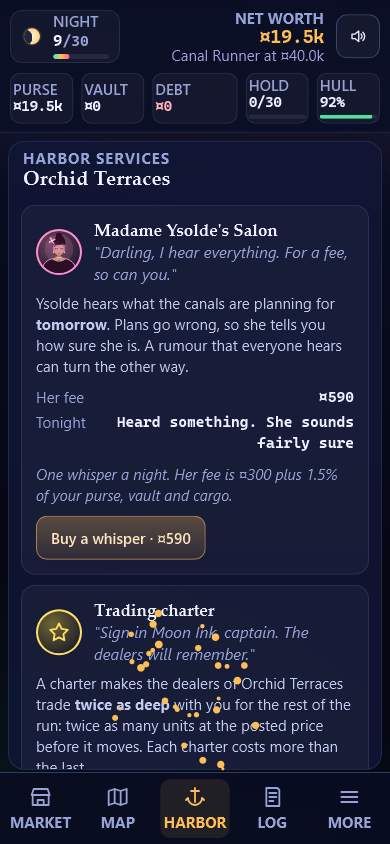 NIGHT
9/30
NET WORTH
¤19.5k
Canal Runner at ¤40.0k
PURSE
¤19.5k
VAULT
¤0
DEBT
¤0
HOLD
0/30
HULL
92%
HARBOR SERVICES
Orchid Terraces
Madame Ysolde's Salon
"Darling, I hear everything. For a fee,
so can you."
Ysolde hears what the canals are planning for
tomorrow. Plans go wrong, so she tells you
how sure she is. A rumour that everyone hears
can turn the other way.
Her fee ¤590
Tonight Heard something. She sounds
fairly sure
One whisper a night. Her fee is ¤300 plus 1.5%
of your purse, vault and cargo.
Buy a whisper · ¤590
Trading charter
"Sign in Moon Ink, captain. The
dealers will remember."
A charter makes the dealers of Orchid Terraces
trade twice as deep with you for the rest of the
run: twice as many units at the posted price
before it moves. Each charter costs more than
the last.
MARKET
MAP
HARBOR
LOG
MORE